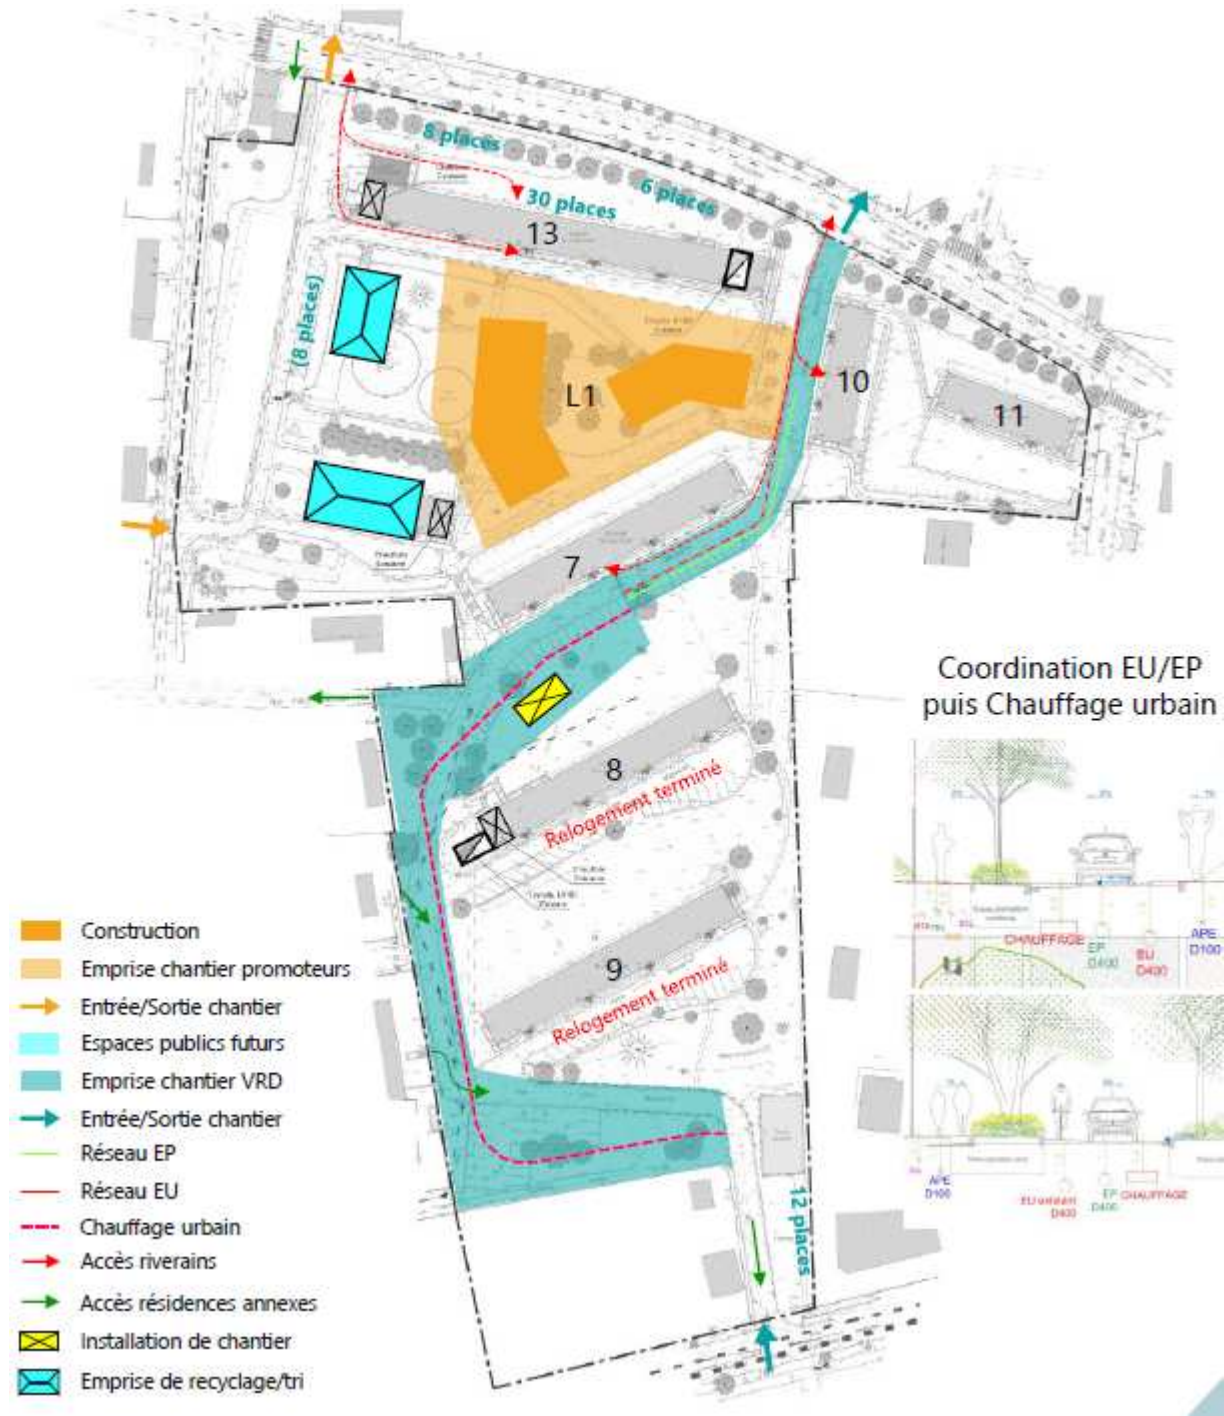 8 places
6 places
30 places
13
(8 places)
L1
10
11
7
Coordination EU/EP
puis Chauffage urbain
8
Relogement terminé
9
Relogement terminé
12 places
CHAUFFAGE
EP
D400
EU
D400
APE
D100
APE
D100
EU existant
D400
EP
D400
CHAUFFAGE
Construction
Emprise chantier promoteurs
Entrée/Sortie chantier
Espaces publics futurs
Emprise chantier VRD
Entrée/Sortie chantier
Réseau EP
Réseau EU
Chauffage urbain
Accès riverains
Accès résidences annexes
Installation de chantier
Emprise de recyclage/tri